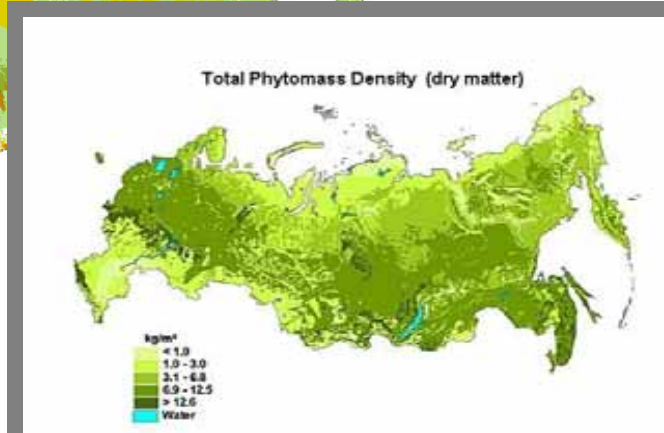 Total Phytomass Density (dry matter)
kg/m²
< 1.0
1.0 - 3.0
3.1 - 6.8
6.9 - 12.5
> 12.6
Water